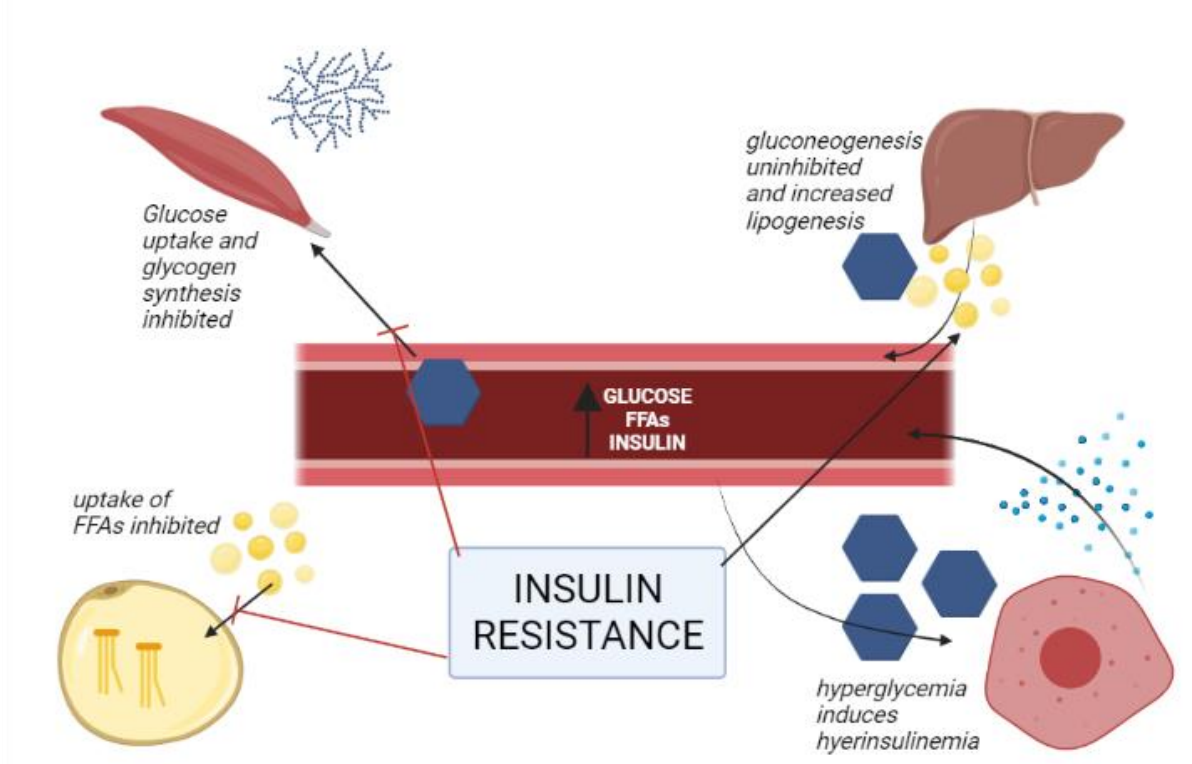 Glucose
uptake and
glycogen
synthesis
inhibited
gluconeogenesis
uninhibited
and increased
lipogenesis
GLUCOSE
FFAs
INSULIN
uptake of
FFAs inhibited
INSULIN
RESISTANCE
hyperglycemia
induces
hyerinsulinemia